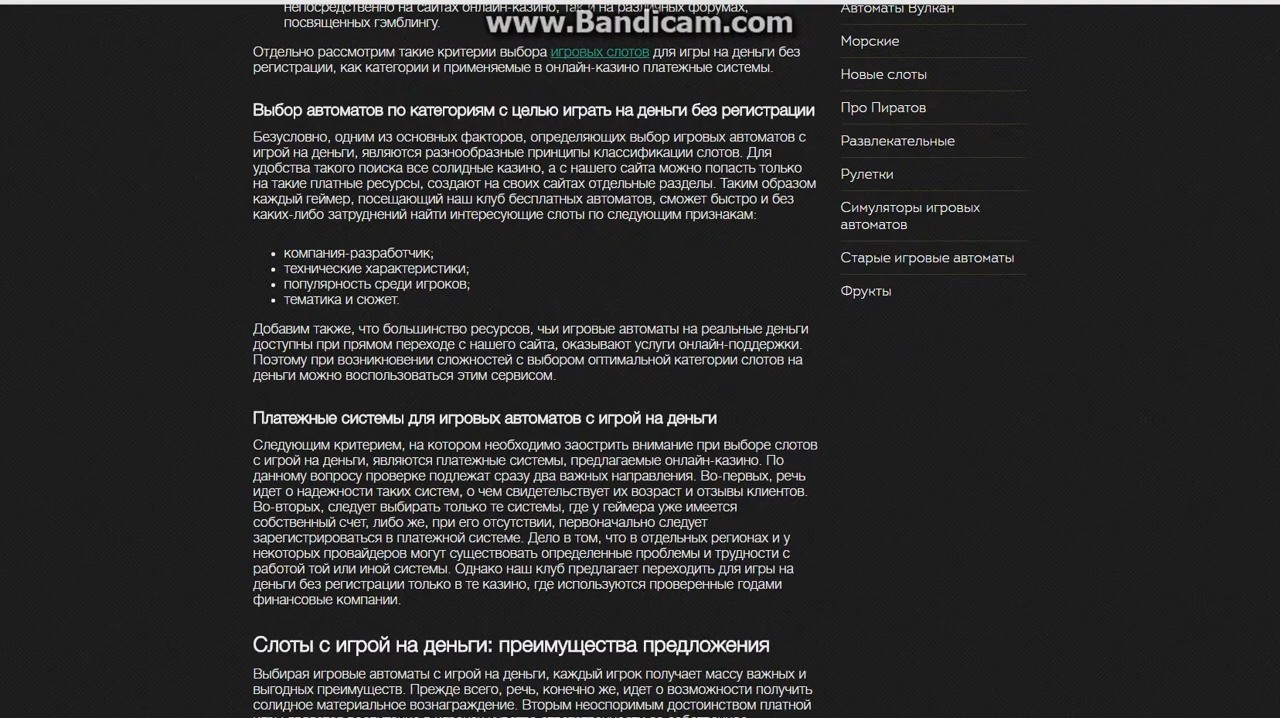 непосредственно на сайтах онлайн-казино, так и на различных форумах,
посвященных гэмблингу.
www.Bandicam.com
Отдельно рассмотрим такие критерии выбора игровых слотов для игры на деньги без
регистрации, как категории и применяемые в онлайн-казино платежные системы.
Выбор автоматов по категориям с целью играть на деньги без регистрации
Безусловно, одним из основных факторов, определяющих выбор игровых автоматов с
игрой на деньги, являются разнообразные принципы классификации слотов. Для
удобства такого поиска все солидные казино, а с нашего сайта можно попасть только
на такие платные ресурсы, создают на своих сайтах отдельные разделы. Таким образом
каждый геймер, посещающий наш клуб бесплатных автоматов, сможет быстро и без
каких-либо затруднений найти интересующие слоты по следующим признакам:
компания-разработчик;
технические характеристики;
популярность среди игроков;
тематика и сюжет.
Добавим также, что большинство ресурсов, чьи игровые автоматы на реальные деньги
доступны при прямом переходе с нашего сайта, оказывают услуги онлайн-поддержки.
Поэтому при возникновении сложностей с выбором оптимальной категории слотов на
деньги можно воспользоваться этим сервисом.
Платежные системы для игровых автоматов с игрой на деньги
Следующим критерием, на котором необходимо заострить внимание при выборе слотов
с игрой на деньги, являются платежные системы, предлагаемые онлайн-казино. По
данному вопросу проверке подлежат сразу два важных направления. Во-первых, речь
идет о надежности таких систем, о чем свидетельствует их возраст и отзывы клиентов.
Во-вторых, следует выбирать только те системы, где у геймера уже имеется
собственный счет, либо же, при его отсутствии, первоначально следует
зарегистрироваться в платежной системе. Дело в том, что в отдельных регионах и у
некоторых провайдеров могут существовать определенные проблемы и трудности с
работой той или иной системы. Однако наш клуб предлагает переходить для игры на
деньги без регистрации только в те казино, где используются проверенные годами
финансовые компании.
Слоты с игрой на деньги: преимущества предложения
Выбирая игровые автоматы с игрой на деньги, каждый игрок получает массу важных и
выгодных преимуществ. Прежде всего, речь, конечно же, идет о возможности получить
солидное материальное вознаграждение. Вторым неоспоримым достоинством платной
Автоматы Вулкан
Морские
Новые слоты
Про Пиратов
Развлекательные
Рулетки
Симуляторы игровых
автоматов
Старые игровые автоматы
Фрукты